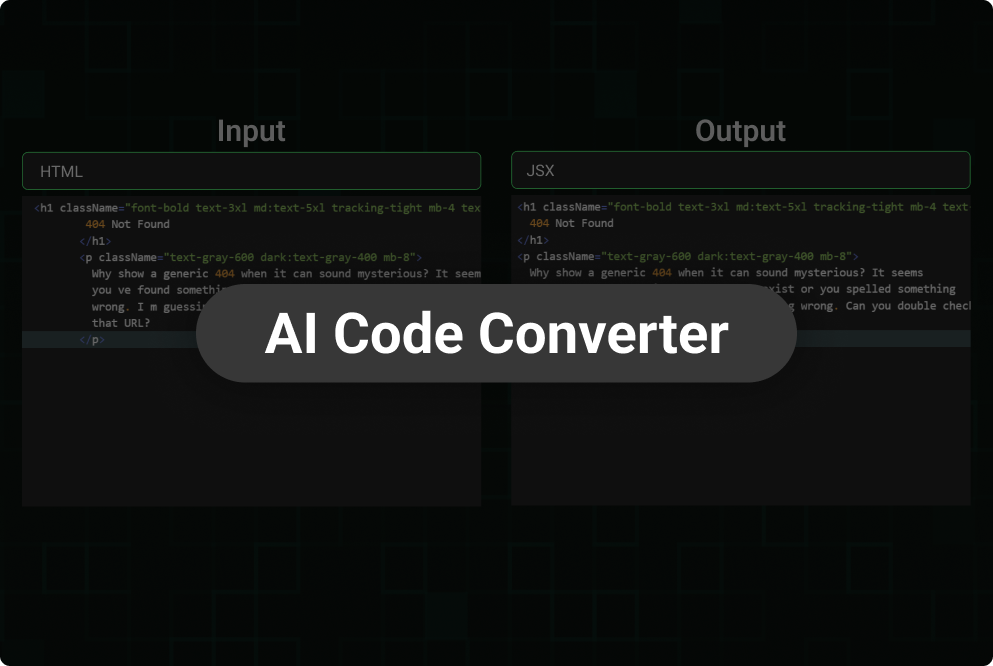 Input
HTML
<h1 className="font-bold text-3xl md:text-5xl tracking-tight mb-4 tex
404 Not Found
</h1>
<p className="text-gray-600 dark:text-gray-400 mb-8">
Why show a generic 404 when it can sound mysterious? It seem
you ve found somethin
wrong. I m guessi
that URL?
</p>
Output
JSX
<h1 className="font-bold text-3xl md:text-5xl tracking-tight mb-4 text-
404 Not Found
</h1>
<p className="text-gray-600 dark:text-gray-400 mb-8">
Why show a generic 404 when it can sound mysterious? It seems
exist or you spelled something
g wrong. Can you double chec
AI Code Converter